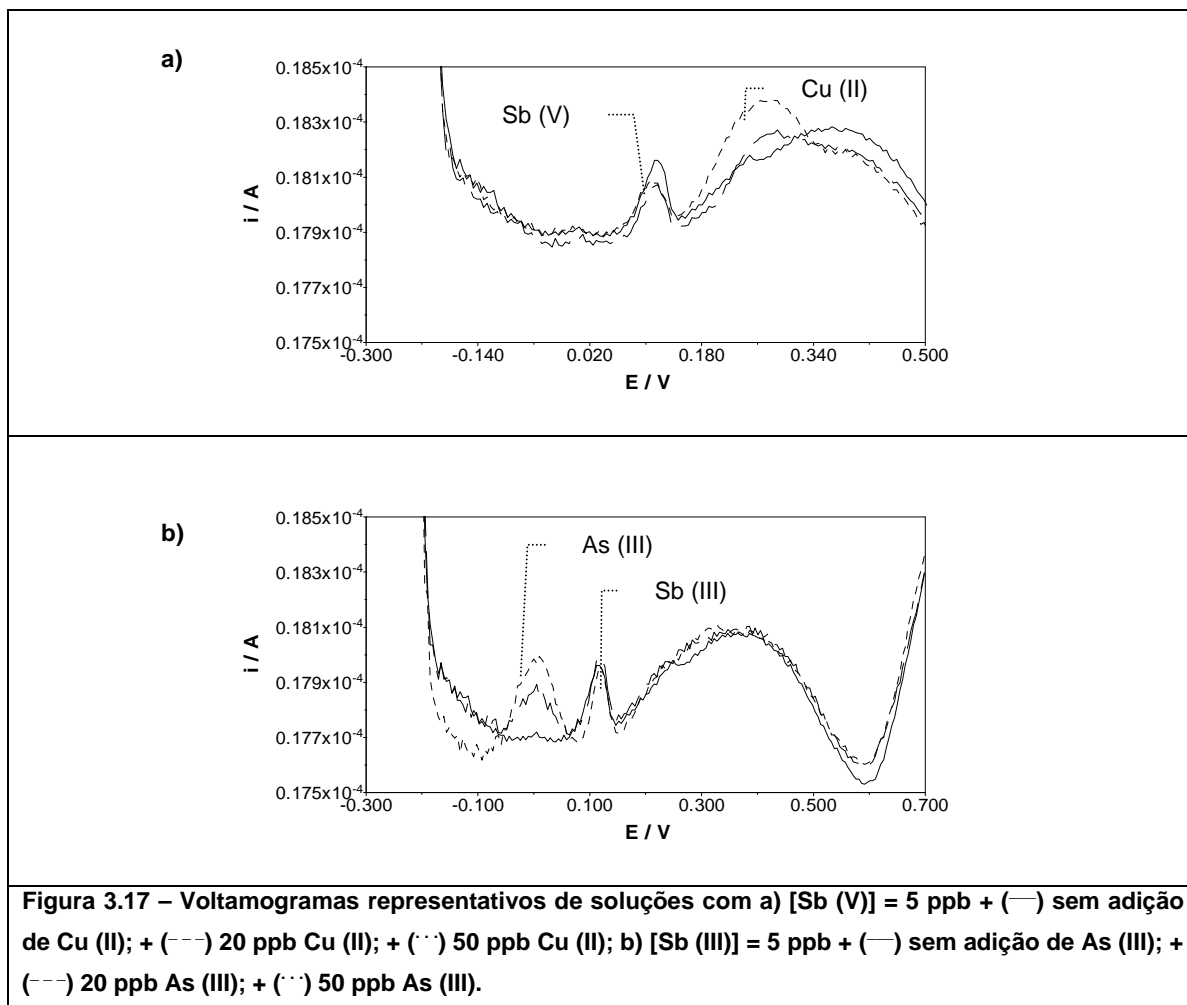 a)
0.185x10-4
0.183x10-4
0.181x10-4
0.179x10-4
0.177x10-4
0.175x10-4
i / A
Sb (V)
Cu (II)
-0.300 -0.140 0.020 0.180 0.340 0.500
E / V
b)
0.185x10-4
0.183x10-4
0.181x10-4
0.179x10-4
0.177x10-4
0.175x10-4
i / A
As (III)
Sb (III)
-0.300 -0.100 0.100 0.300 0.500 0.700
E / V
Figura 3.17 – Voltamogramas representativos de soluções com a) [Sb (V)] = 5 ppb + (—) sem adição
de Cu (II); + (---) 20 ppb Cu (II); + (···) 50 ppb Cu (II); b) [Sb (III)] = 5 ppb + (—) sem adição de As (III); +
(---) 20 ppb As (III); + (···) 50 ppb As (III).